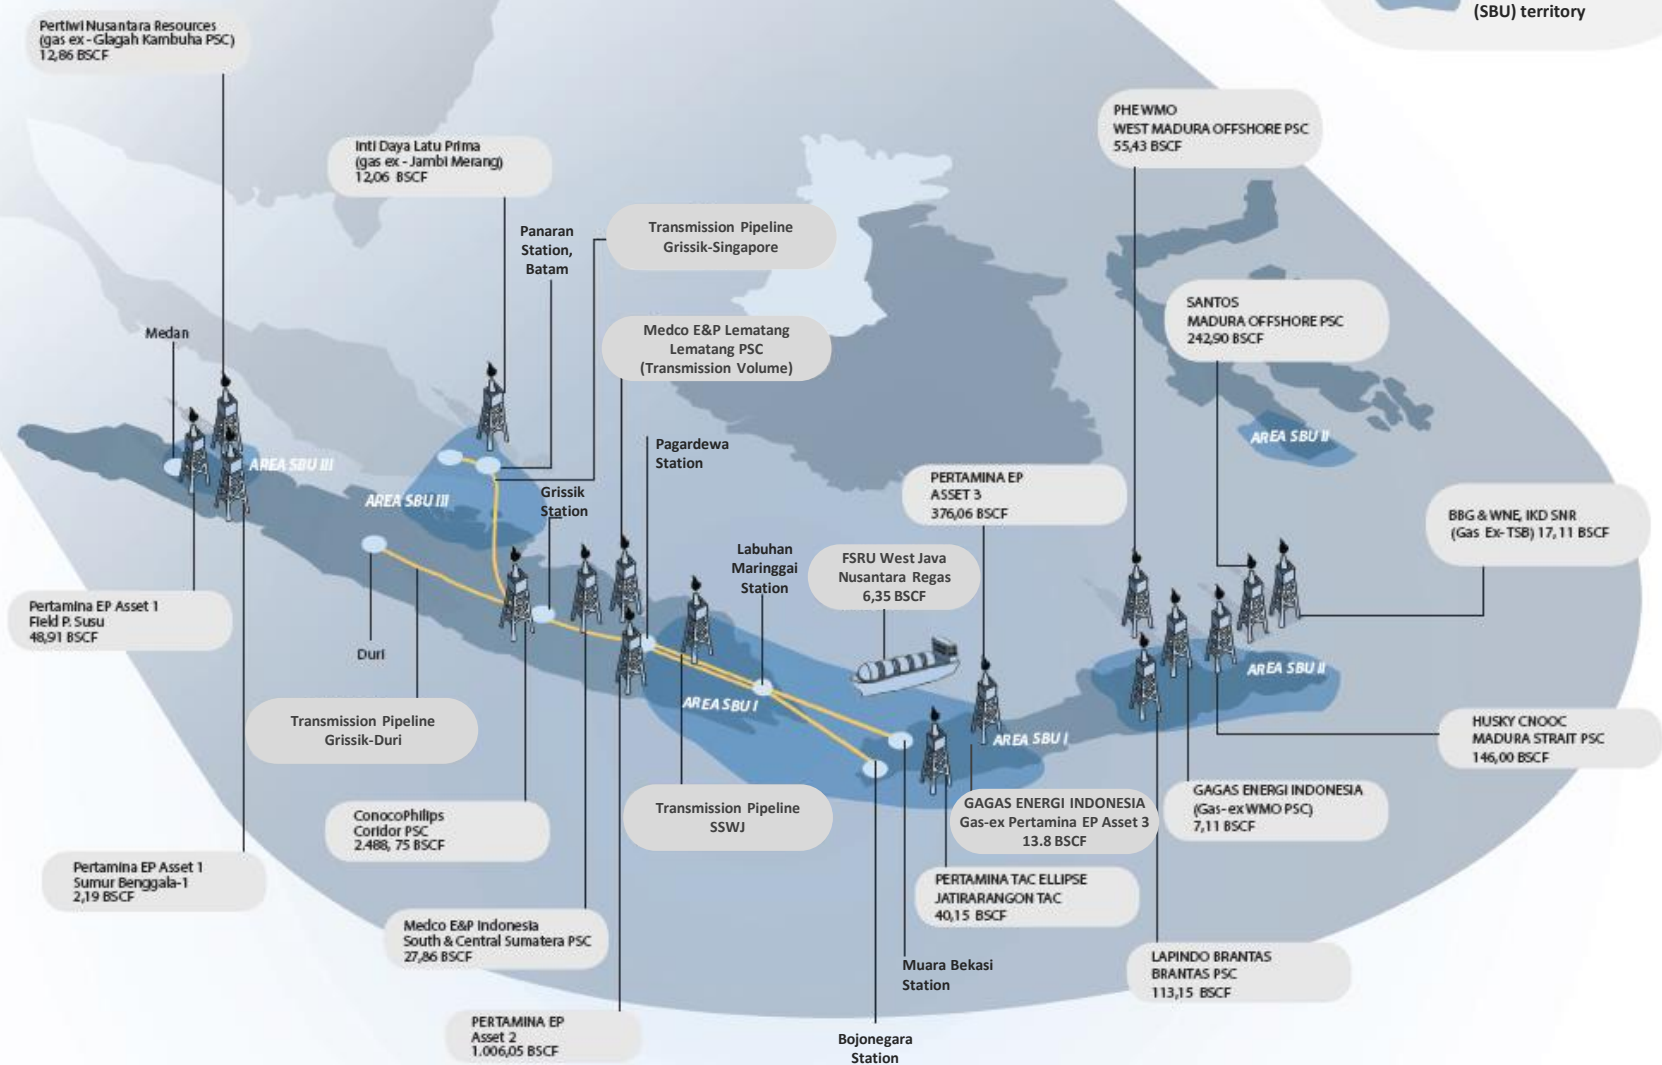 (SBU) territory
Pertiwi Nusantara Resources
(gas ex - Glagah Kambuha PSC)
12,86 BSCF
Inti Daya Latu Prima
(gas ex - Jambi Merang)
12,06 BSCF
PHE WMO
WEST MADURA OFFSHORE PSC
55,43 BSCF
Panaran
Station,
Batam
Transmission Pipeline
Grissik-Singapore
SANTOS
MADURA OFFSHORE PSC
242,90 BSCF
Medan
Medco E&P Lematang
Lematang PSC
(Transmission Volume)
AREA SBU II
Pagardewa
Station
AREA SBU III
AREA SBU III
Grissik
Station
PERTAMINA EP
ASSET 3
376,06 BSCF
BBG & WNE, IKD SNR
(Gas Ex-TSB) 17, 11 BSCF
Labuhan
Maringgai
Station
FSRU West Java
Nusantara Regas
6,35 BSCF
Pertamina EP Asset 1
Field P. Susu
48,91 BSCF
Duri
AREA SBU II
AREA SBU I
AREA SBU I
Transmission Pipeline
Grissik-Duri
HUSKY CNOOC
MADURA STRAIT PSC
146,00 BSCF
ConocoPhilips
Coridor PSC
2.488, 75 BSCF
Transmission Pipeline
SSWJ
GAGAS ENERGI INDONESIA
Gas-ex Pertamina EP Asset 3
13.8 BSCF
GAGAS ENERGI INDONESIA
(Gas-ex WMO PSC)
7,11 BSCF
Pertamina EP Asset 1
Sumur Benggala-1
2,19 BSCF
PERTAMINA TAC ELLIPSE
JATIRARANGON TAC
40,15 BSCF
Medco E&P Indonesia
South & Central Sumatera PSC
27,86 BSCF
Muara Bekasi
Station
LAPINDO BRANTAS
BRANTAS PSC
113,15 BSCF
PERTAMINA EP
Asset 2
1.006,05 BSCF
Bojonegara
Station